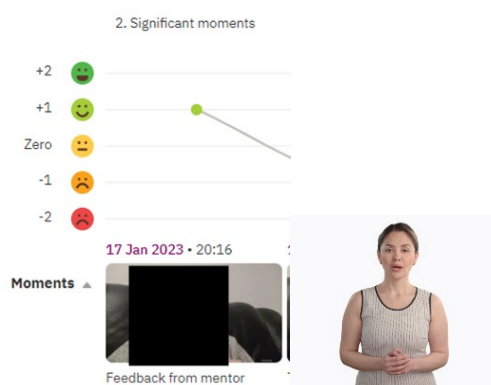 2. Significant moments
+2
+1
Zero
-1
-2
17 Jan 2023 • 20:16
Moments
Feedback from mentor